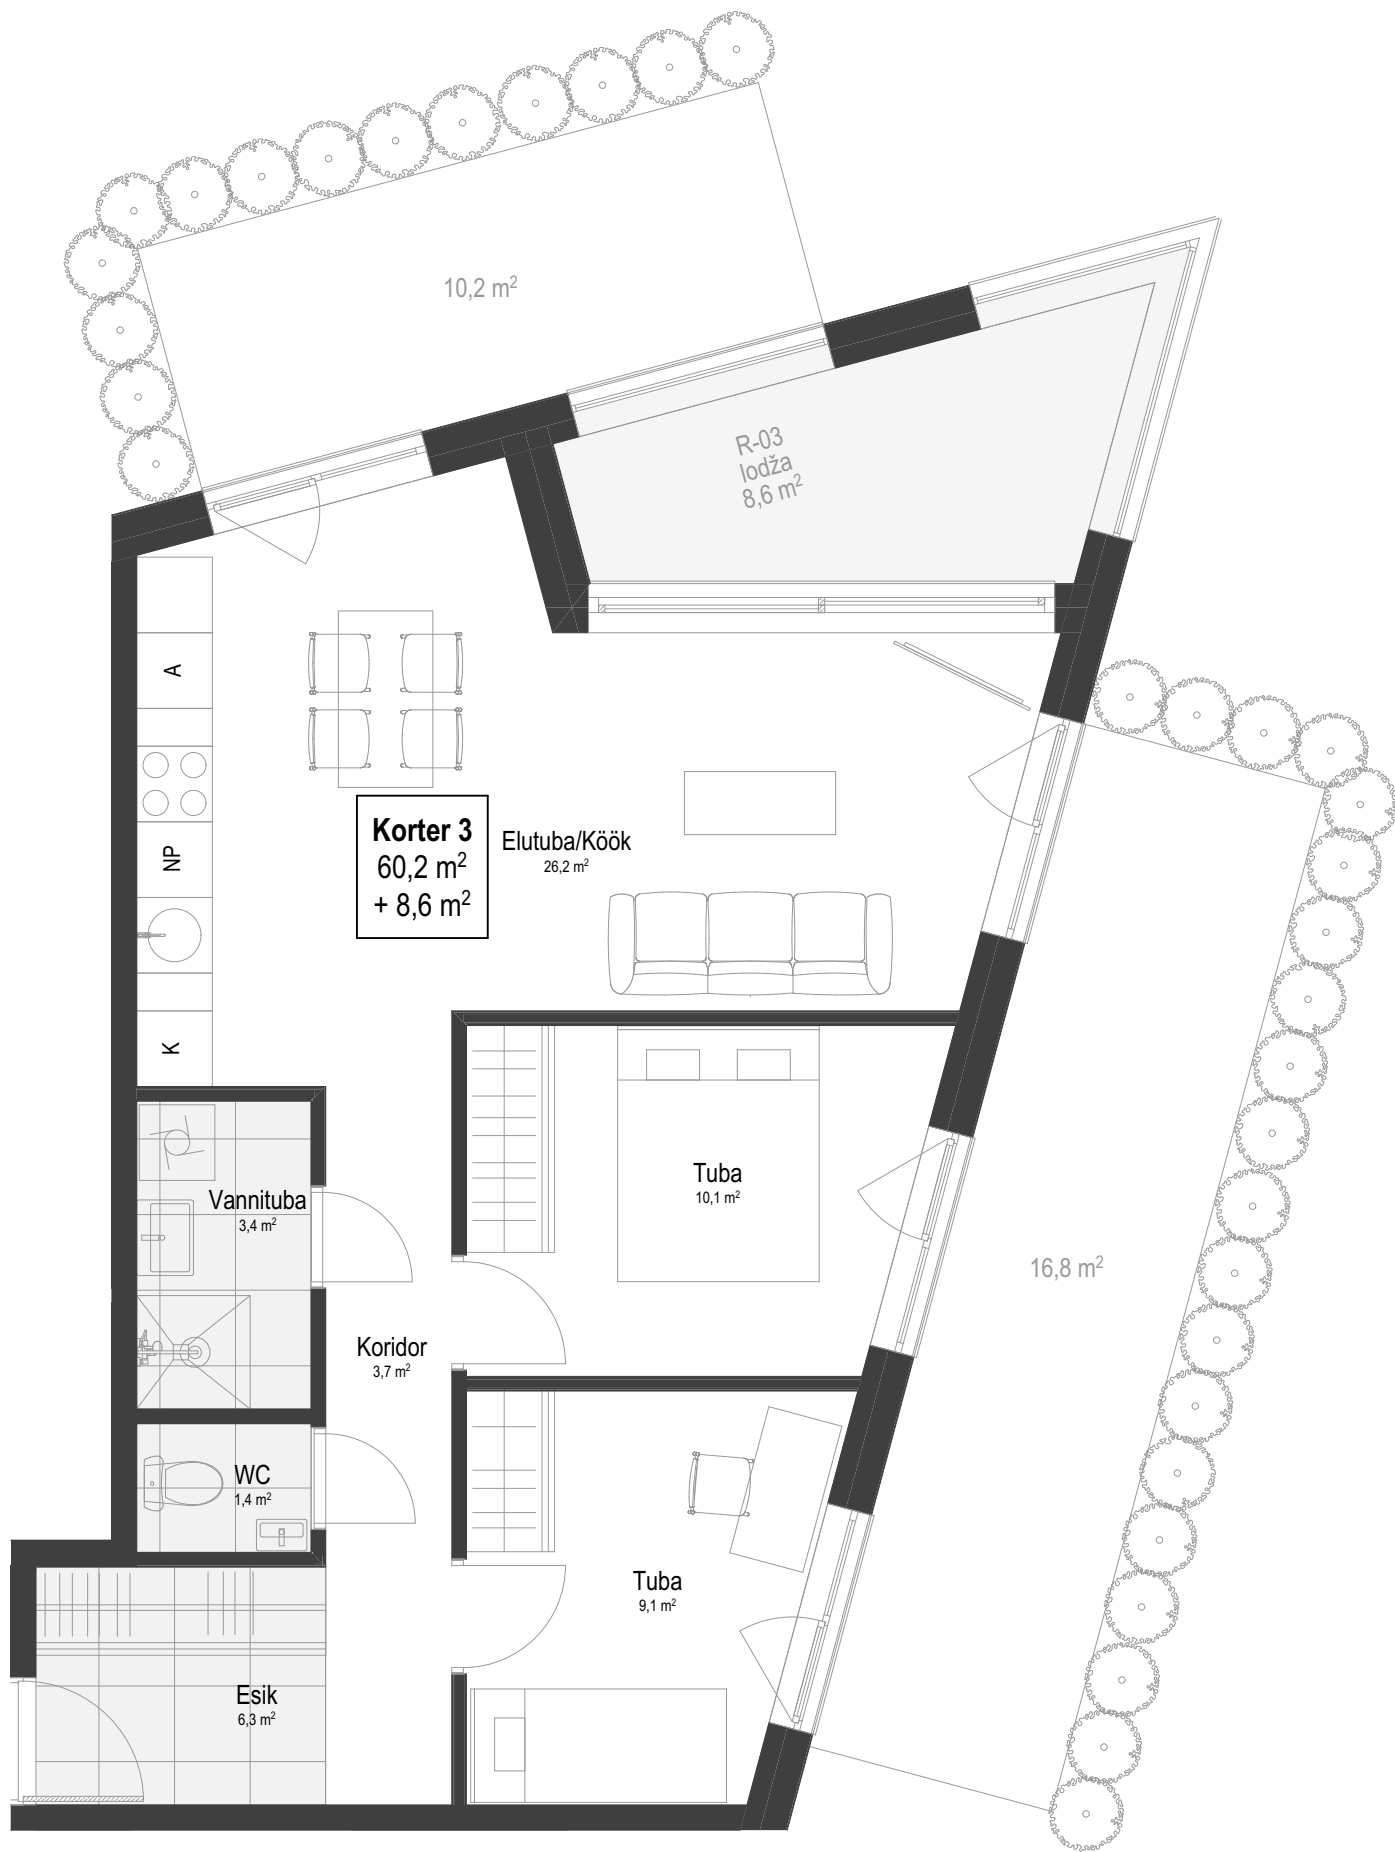 10,2 m²
R-03
lodža
8,6 m²
A
NP
K
Korter 3
60,2 m²
+ 8,6 m²
Elutuba/Köök
26,2 m²
Tuba
10,1 m²
Vannituba
3,4 m²
16,8 m²
Koridor
3,7 m²
WC
1,4 m²
Tuba
9,1 m²
Esik
6,3 m²